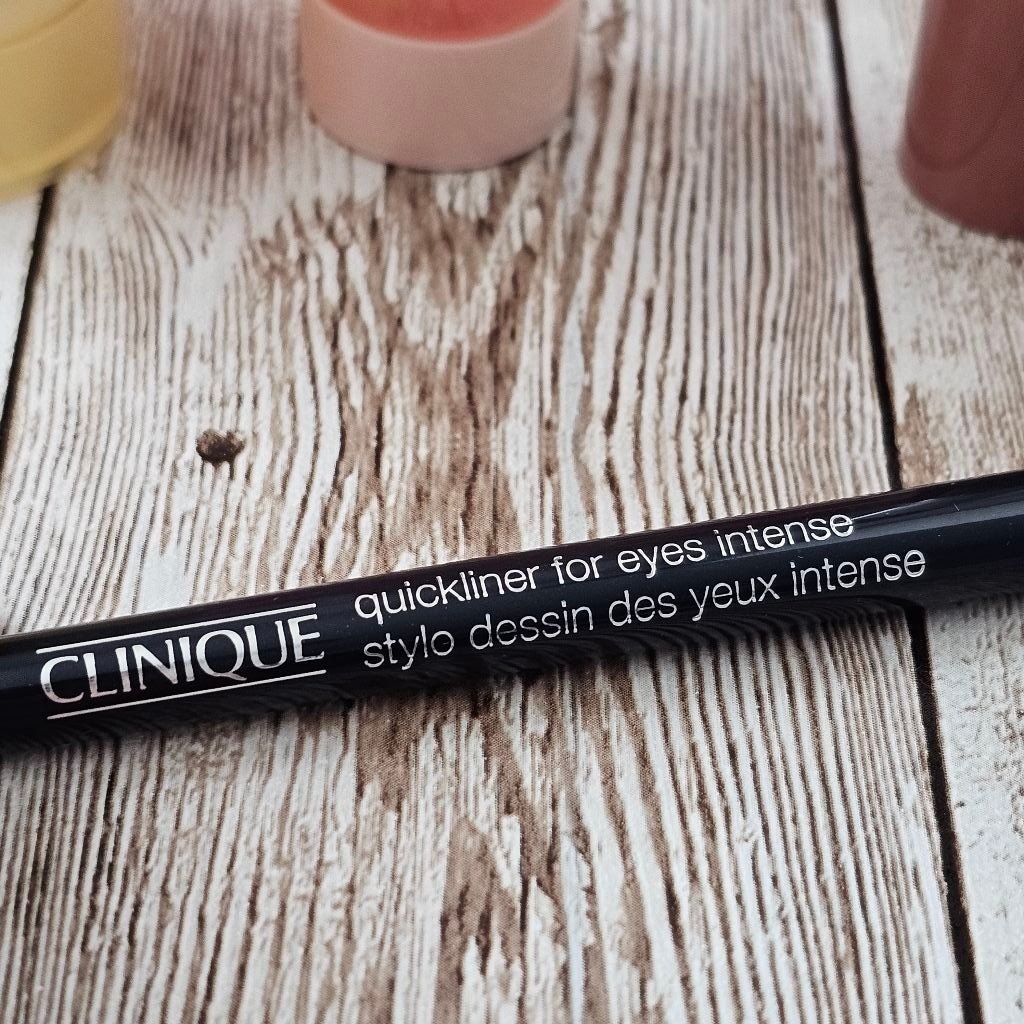 CLINIQUE
quickliner for eyes intense
stylo dessin des yeux intense